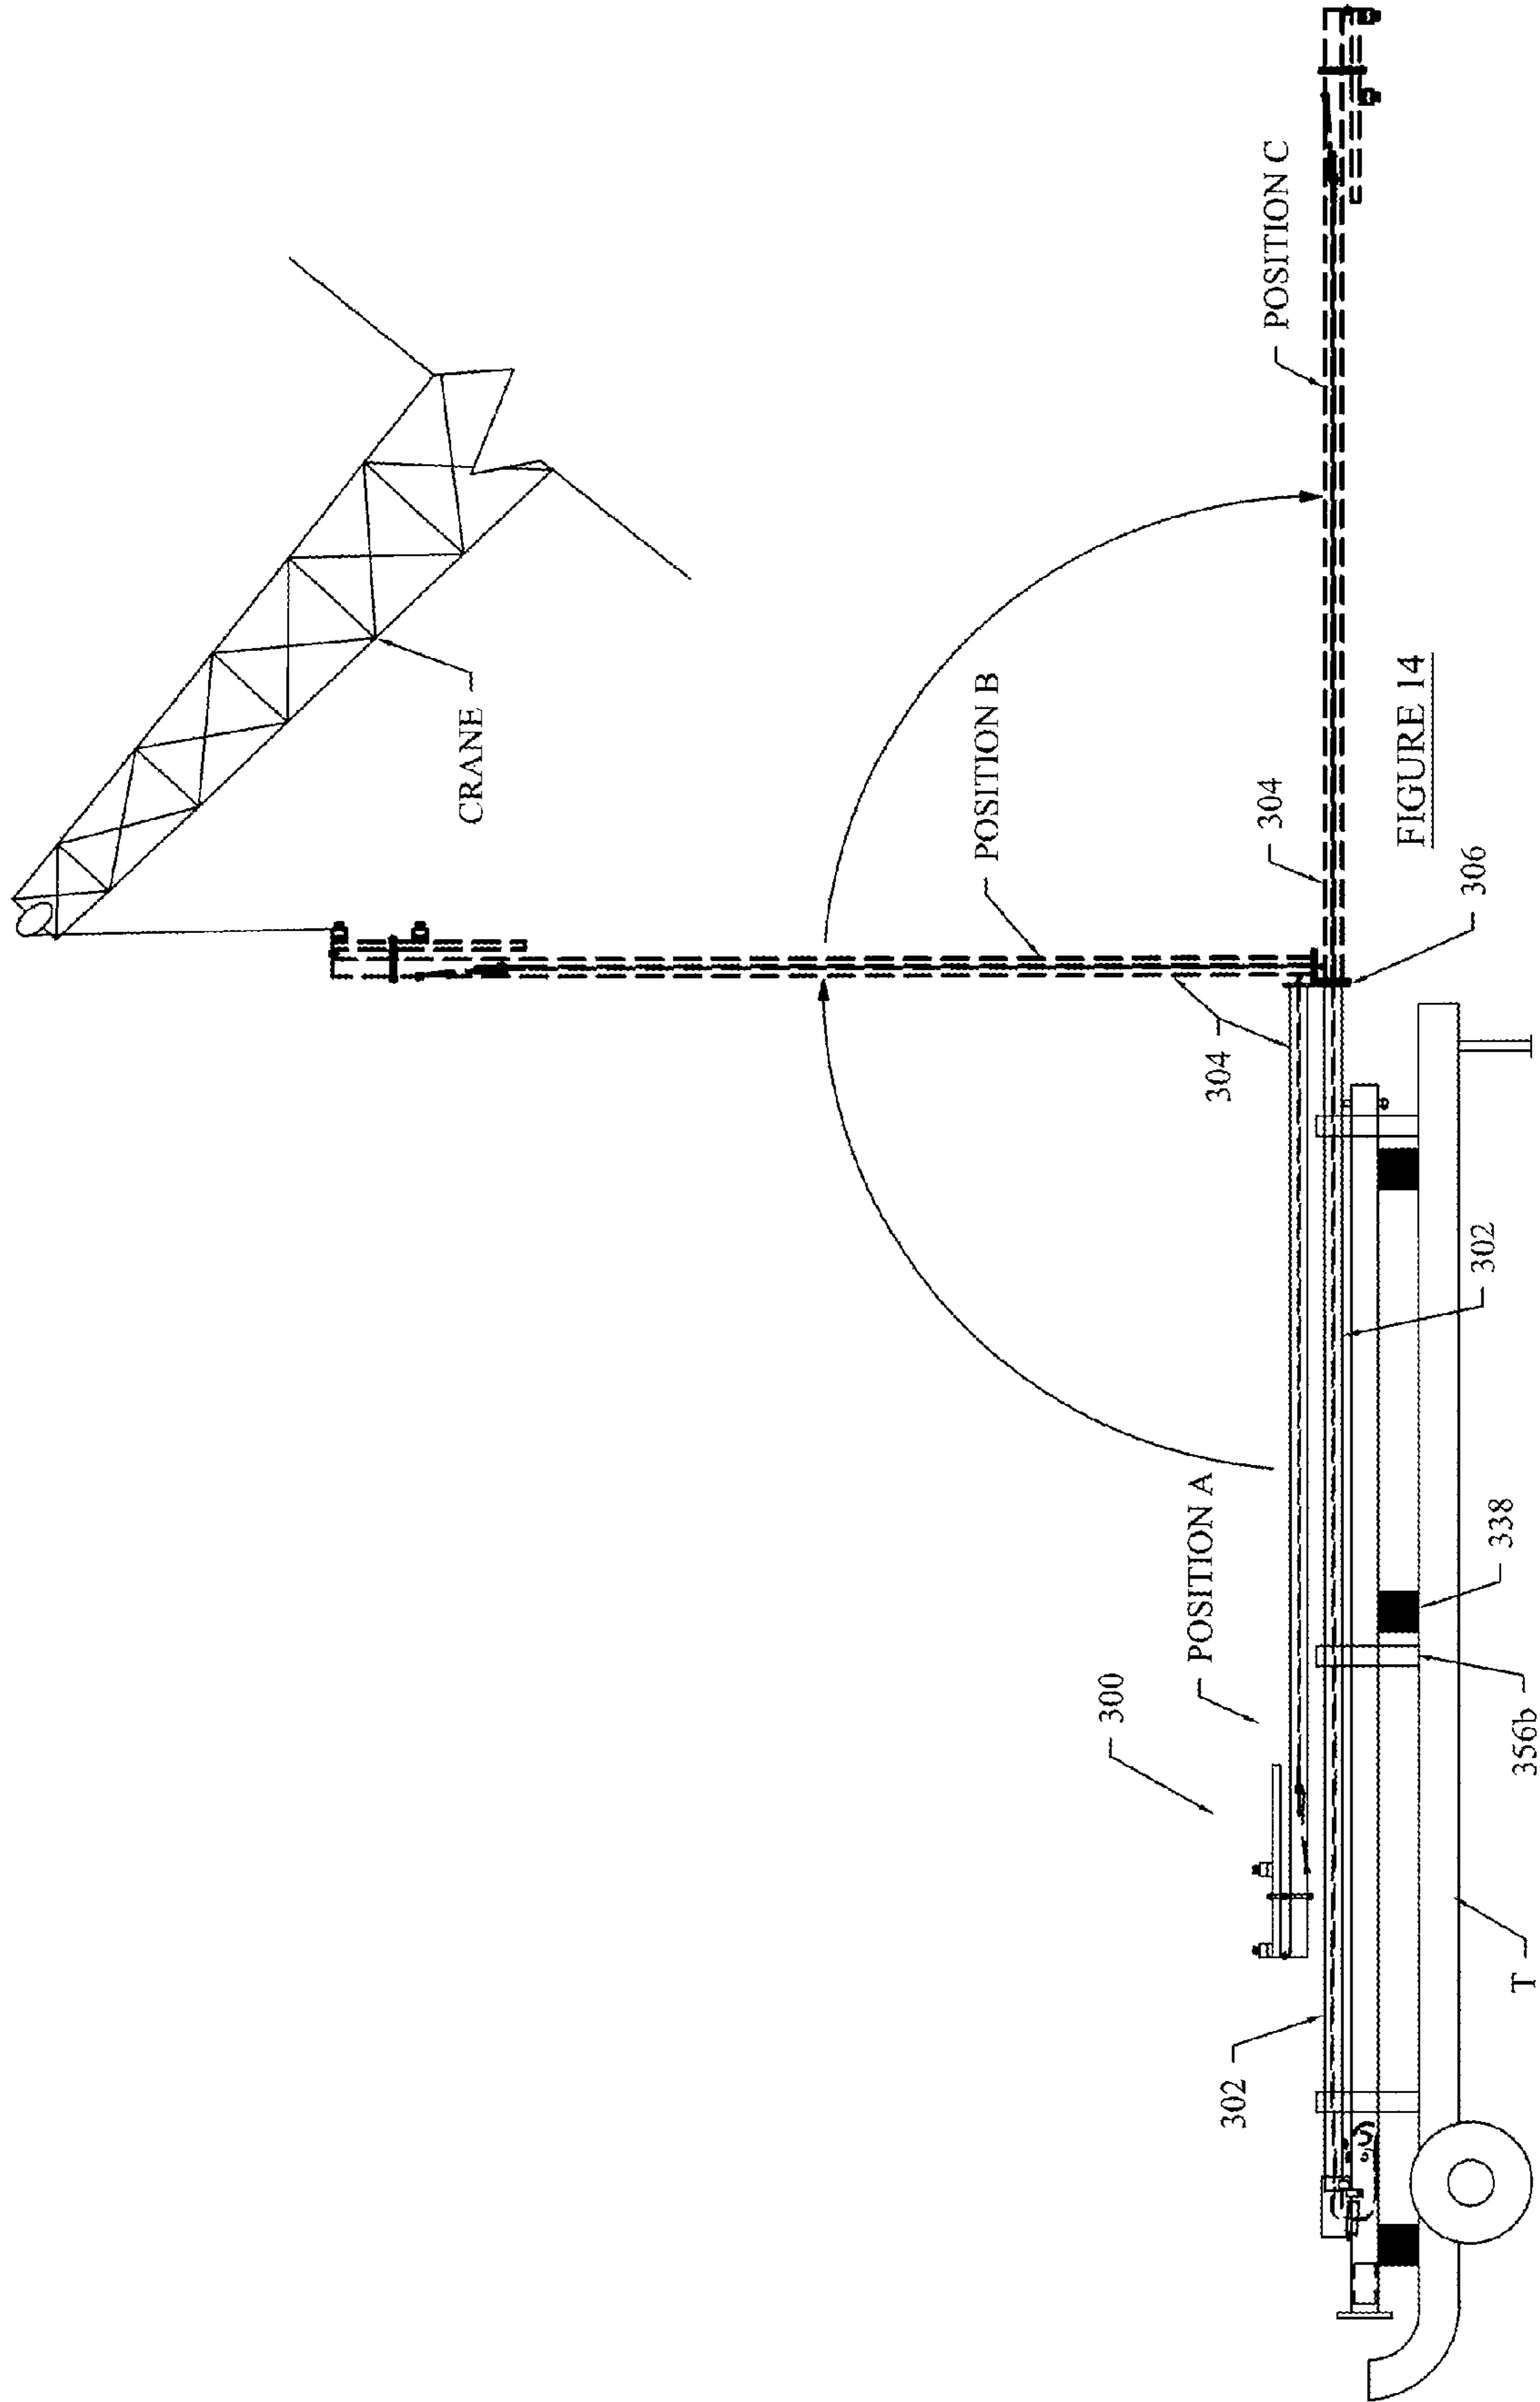 CRANE
POSITION B
POSITION C
304
304
306
FIGURE 14
POSITION A
300
302
302
338
356b
T